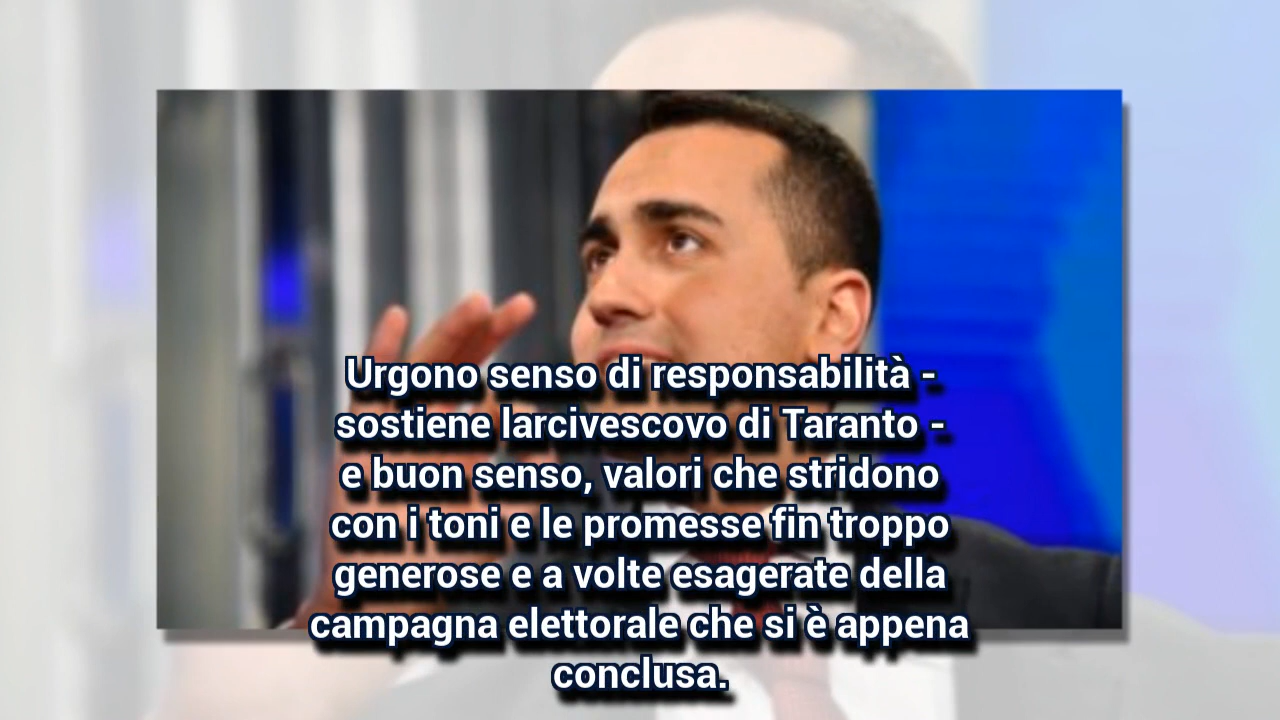 Urgono senso di responsabilità -
sostiene larcivescovo di Taranto -
e buon senso, valori che stridono
con i toni e le promesse fin troppo
generose e a volte esagerate della
campagna elettorale che si è appena
conclusa.